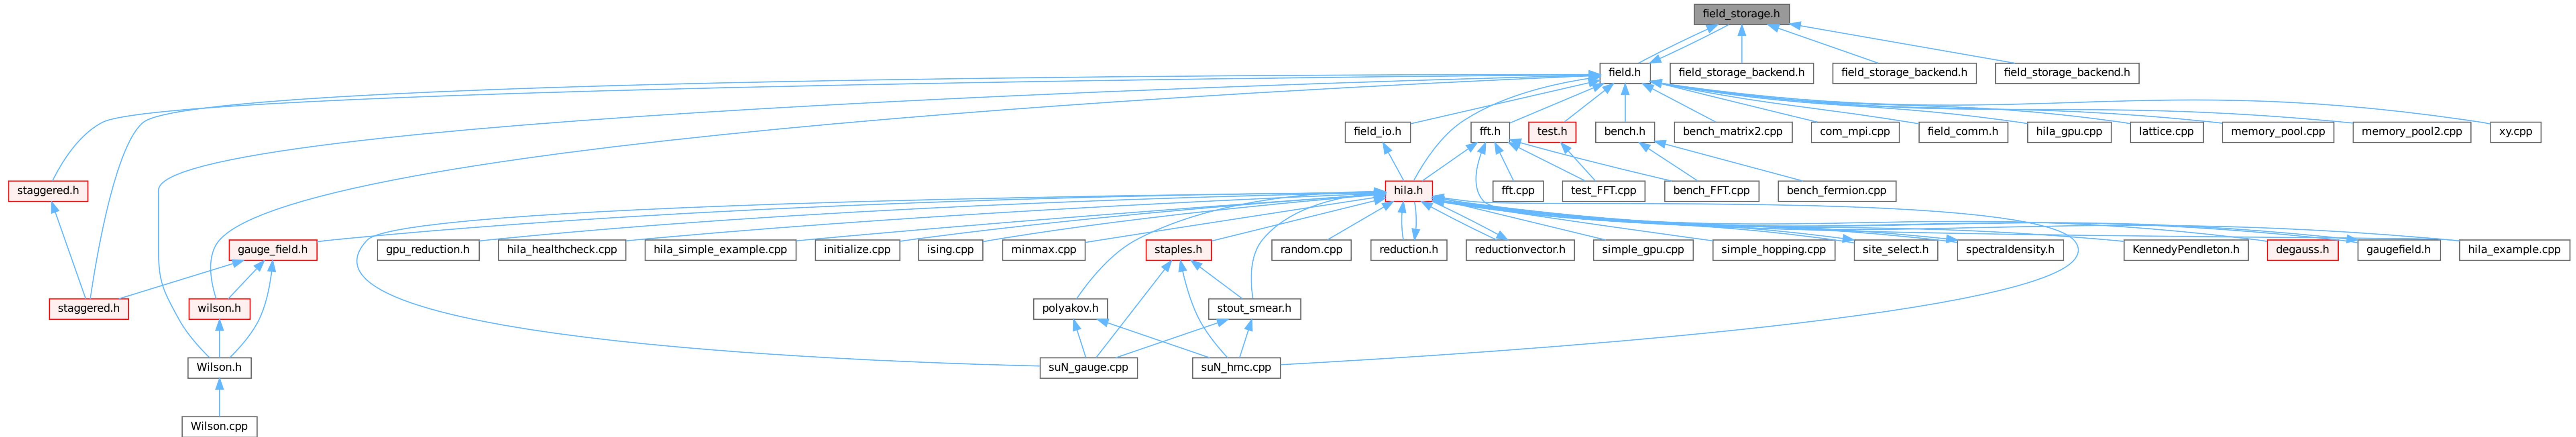 field_storage.h
field.h
field_storage_backend.h
field_storage_backend.h
field_storage_backend.h
field_io.h
fft.h
test.h
bench.h
bench_matrix2.cpp
com_mpi.cpp
field_comm.h
hila_gpu.cpp
lattice.cpp
memory_pool.cpp
memory_pool2.cpp
xy.cpp
staggered.h
hila.h
fft.cpp
test_FFT.cpp
bench_FFT.cpp
bench_fermion.cpp
gauge_field.h
gpu_reduction.h
hila_healthcheck.cpp
hila_simple_example.cpp
initialize.cpp
ising.cpp
minmax.cpp
staples.h
random.cpp
reduction.h
reductionvector.h
simple_gpu.cpp
simple_hopping.cpp
site_select.h
spectraldensity.h
KennedyPendleton.h
degauss.h
gaugefield.h
hila_example.cpp
staggered.h
wilson.h
polyakov.h
stout_smear.h
Wilson.h
suN_gauge.cpp
suN_hmc.cpp
Wilson.cpp